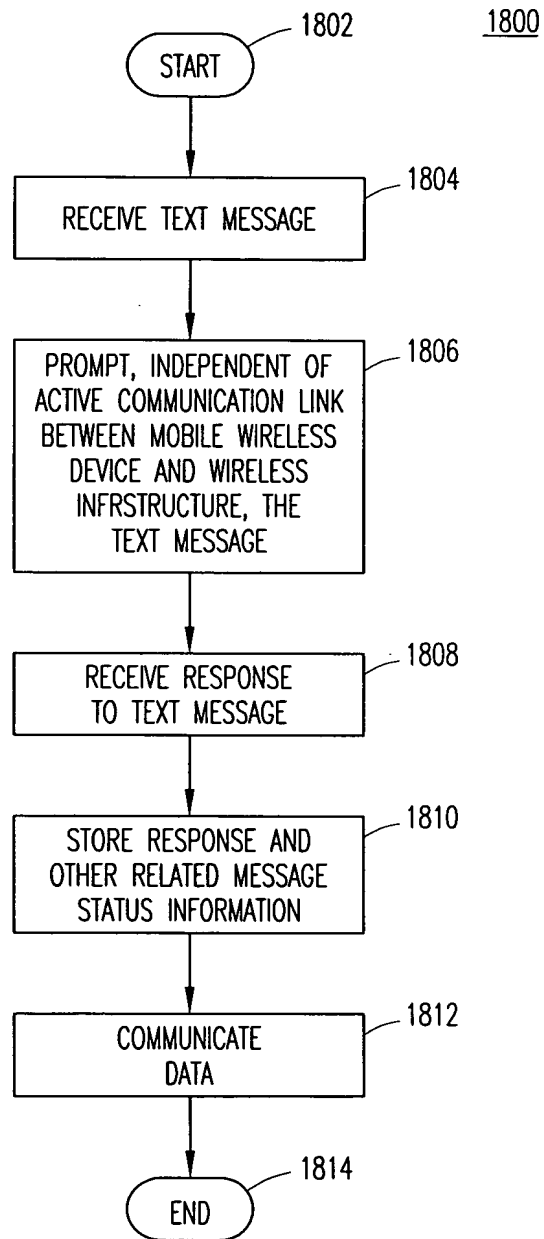 1802
1800
START
1804
RECEIVE TEXT MESSAGE
1806
PROMPT, INDEPENDENT OF
ACTIVE COMMUNICATION LINK
BETWEEN MOBILE WIRELESS
DEVICE AND WIRELESS
INFRSTRUCTURE, THE
TEXT MESSAGE
1808
RECEIVE RESPONSE
TO TEXT MESSAGE
1810
STORE RESPONSE AND
OTHER RELATED MESSAGE
STATUS INFORMATION
1812
COMMUNICATE
DATA
1814
END